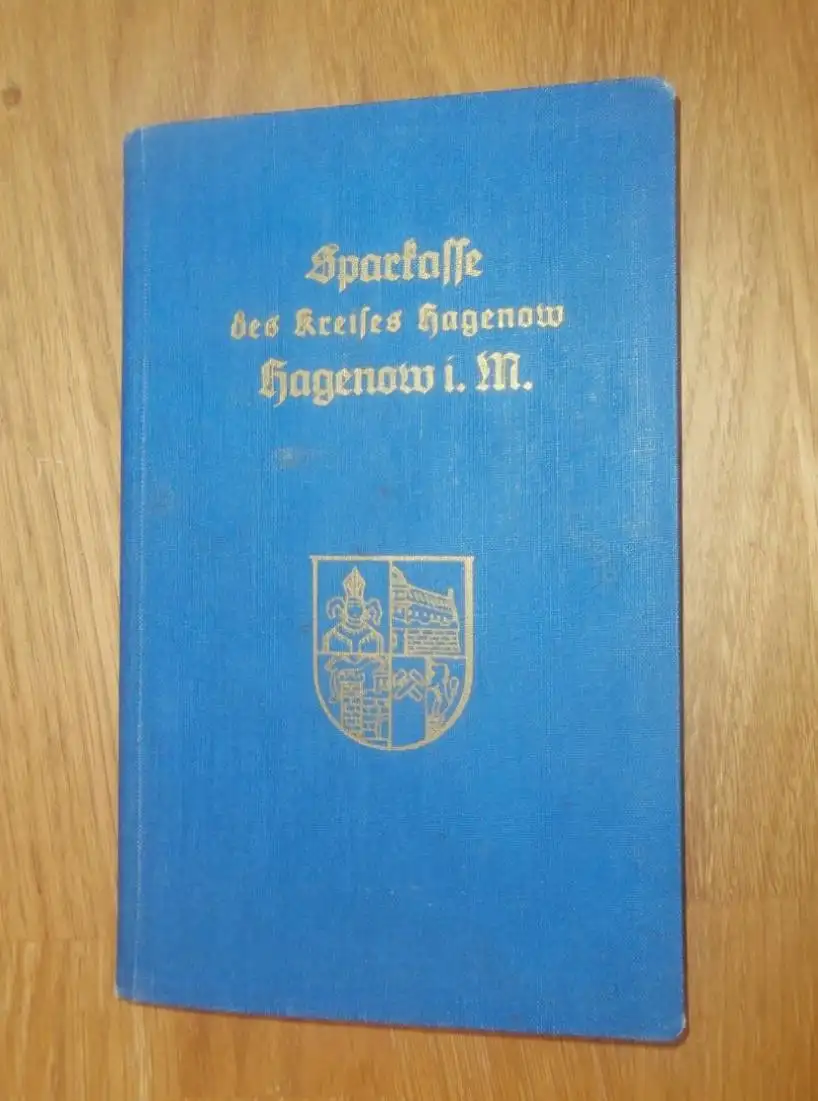 Sparkasse
des Kreises Hagenow
Hagenow i. M.